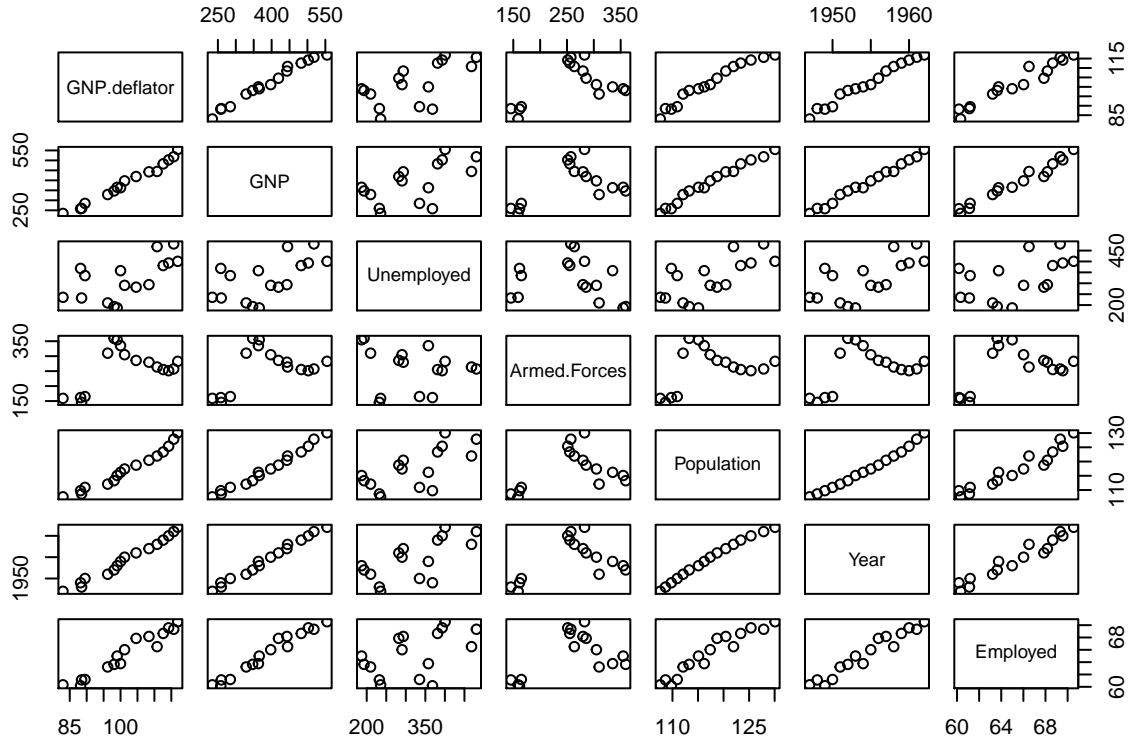 250 400 550
150 250 350
1950 1960
GNP.deflator
85 115
250 550
GNP
Unemployed
200 450
150 350
Armed.Forces
Population
110 130
1950
Year
Employed
60 68
85 100
200 350
110 125
60 64 68